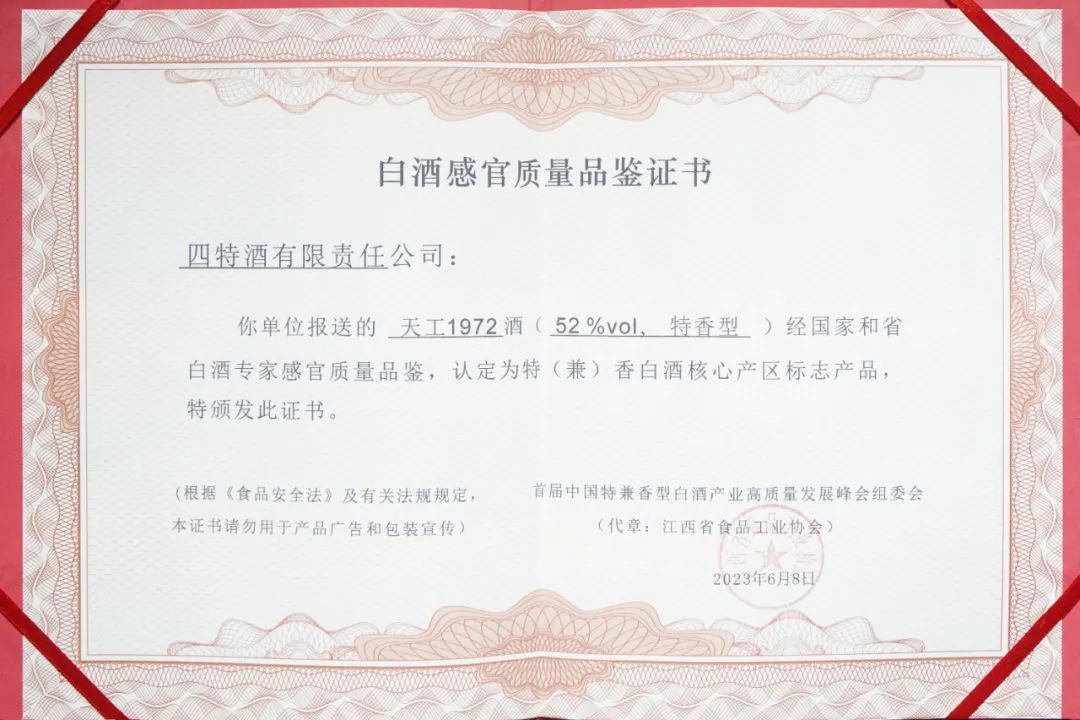 白酒感官质量品鉴证书
四特酒有限责任公司：
你单位报送的 天工1972酒（52%vol，特香型）经国家和省
白酒专家感官质量品鉴，认定为特（兼）香白酒核心产区标志产品，
特颁发此证书。
(根据《食品安全法》及有关法规规定，
本证书请勿用于产品广告和包装宣传）
首届中国特兼香型白酒产业高质量发展峰会组委会
（代章：江西省食品工业协会）
2023年6月8日